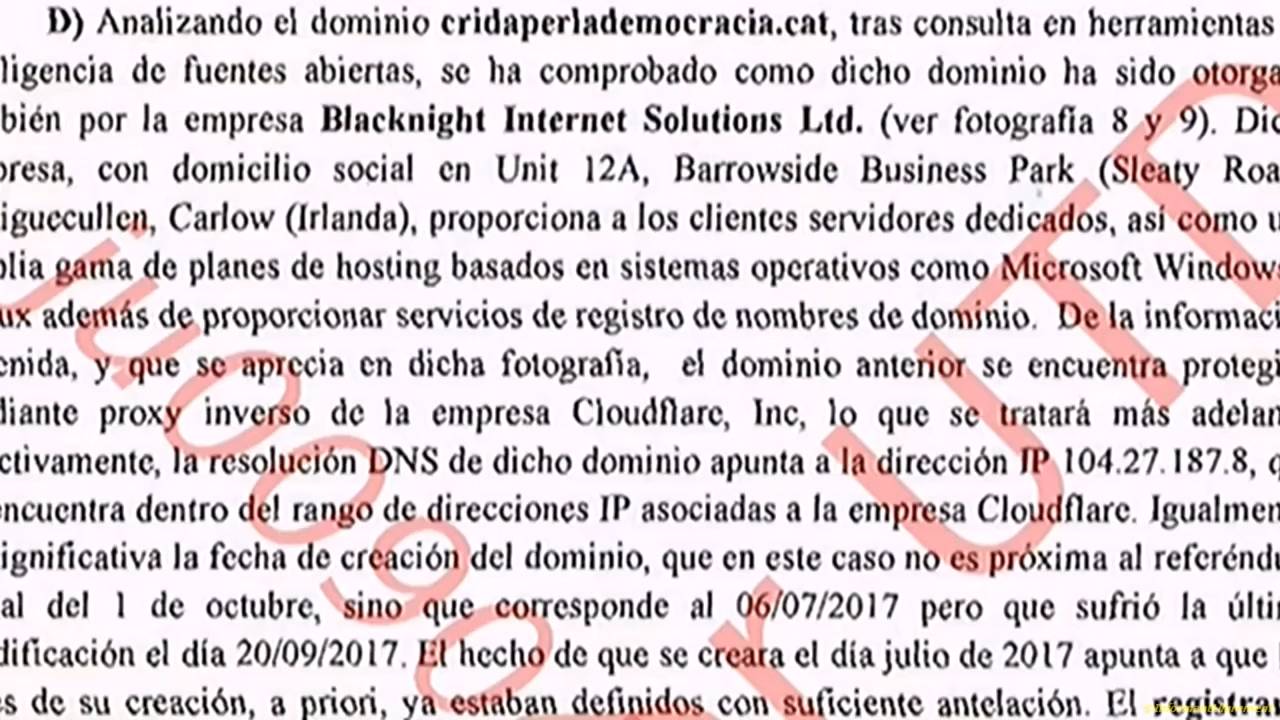 D) Analizando el dominio cridaperlademocracia.cat, tras consulta en herramientas
ligencia de fuentes abiertas, se ha comprobado como dicho dominio ha sido otorga
bién por la empresa Blacknight Internet Solutions Ltd. (ver fotografía 8 y 9). Dic
presa, con domicilio social en Unit 12A, Barrowside Business Park (Sleaty Roa
iguecullen, Carlow (Irlanda), proporciona a los clientes servidores dedicados, así como u
plia gama de planes de hosting basados en sistemas operativos como Microsoft Windows
ux además de proporcionar servicios de registro de nombres de dominio. De la informaci
enida, y que se aprecia en dicha fotografía, el dominio anterior se encuentra protegi
diante proxy inverso de la empresa Cloudflare, Inc, lo que se tratará más adelan
ctivamente, la resolución DNS de dicho dominio apunta a la dirección IP 104.27.187.8, q
encuentra dentro del rango de direcciones IP asociadas a la empresa Cloudflare. Igualmen
ignificativa la fecha de creación del dominio, que en este caso no es próxima al referéndu
al del 1 de octubre, sino que corresponde al 06/07/2017 pero que sufrió la últi
dificación el día 20/09/2017. El hecho de que se creara el día julio de 2017 apunta a que
s de su creación, a priori, ya estaban definidos con suficiente antelación. El registra
ju0090
r UTI